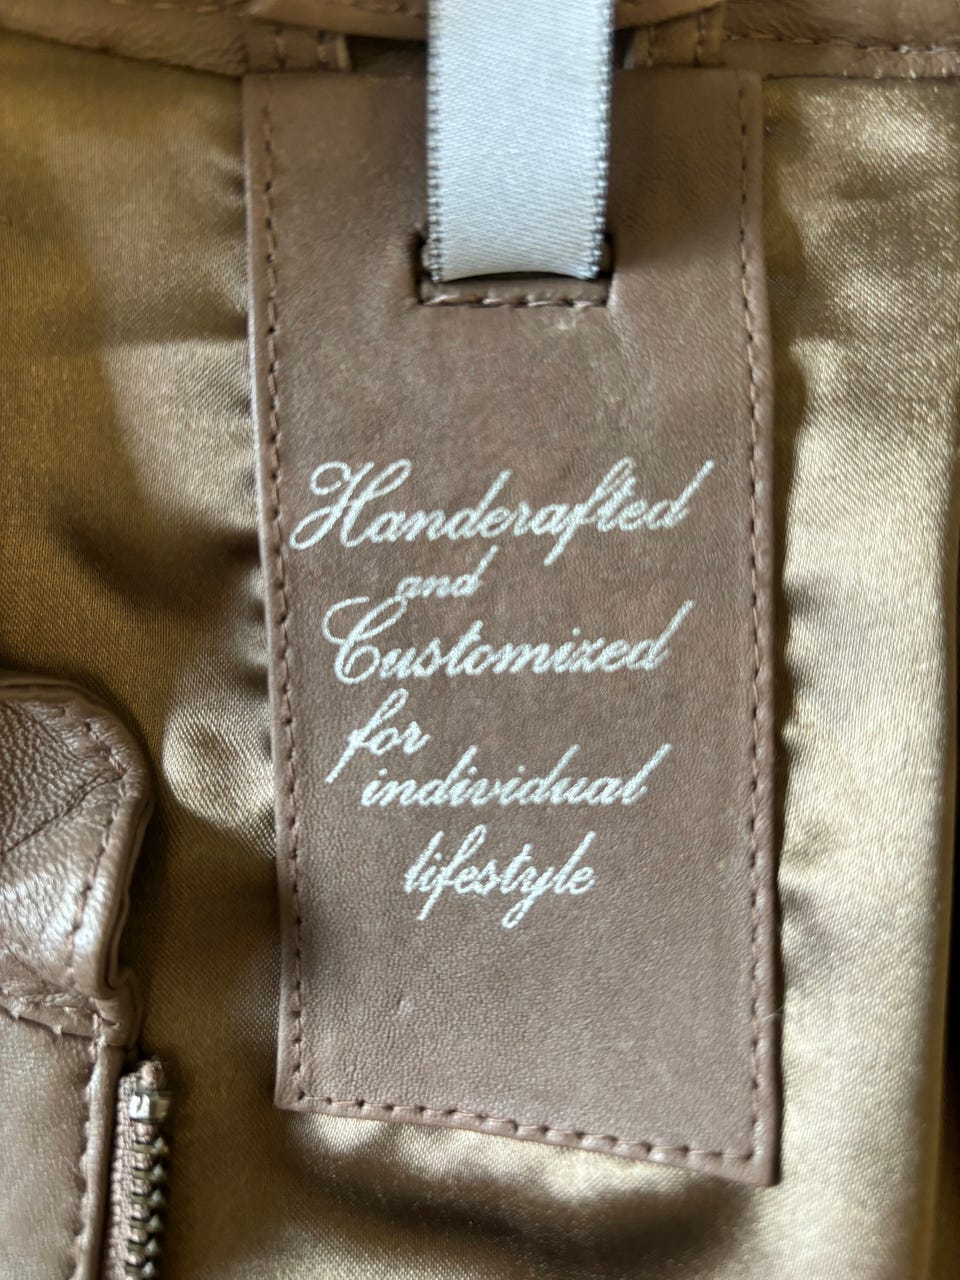 Handcrafted
and
Customized
for
individual
lifestyle